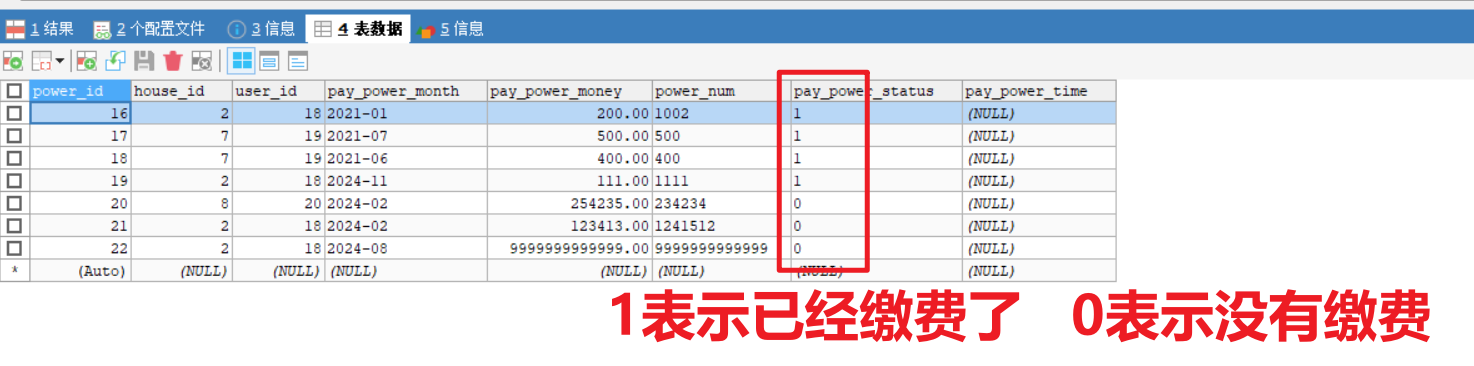 1 结果 2 个配置文件 3 信息 4 表数据 5 信息
power_id house_id user_id pay_power_month pay_power_money power_num pay_power_status pay_power_time
16 2 18 2021-01 200.00 1002 1 (NULL)
17 7 19 2021-07 500.00 500 1 (NULL)
18 7 19 2021-06 400.00 400 1 (NULL)
19 2 18 2024-11 111.00 1111 1 (NULL)
20 8 20 2024-02 254235.00 234234 0 (NULL)
21 2 18 2024-02 123413.00 1241512 0 (NULL)
22 2 18 2024-08 9999999999999.00 9999999999999 0 (NULL)
* (Auto) (NULL) (NULL) (NULL) (NULL) (NULL) (NULL) (NULL)
1表示已经缴费了 0表示没有缴费